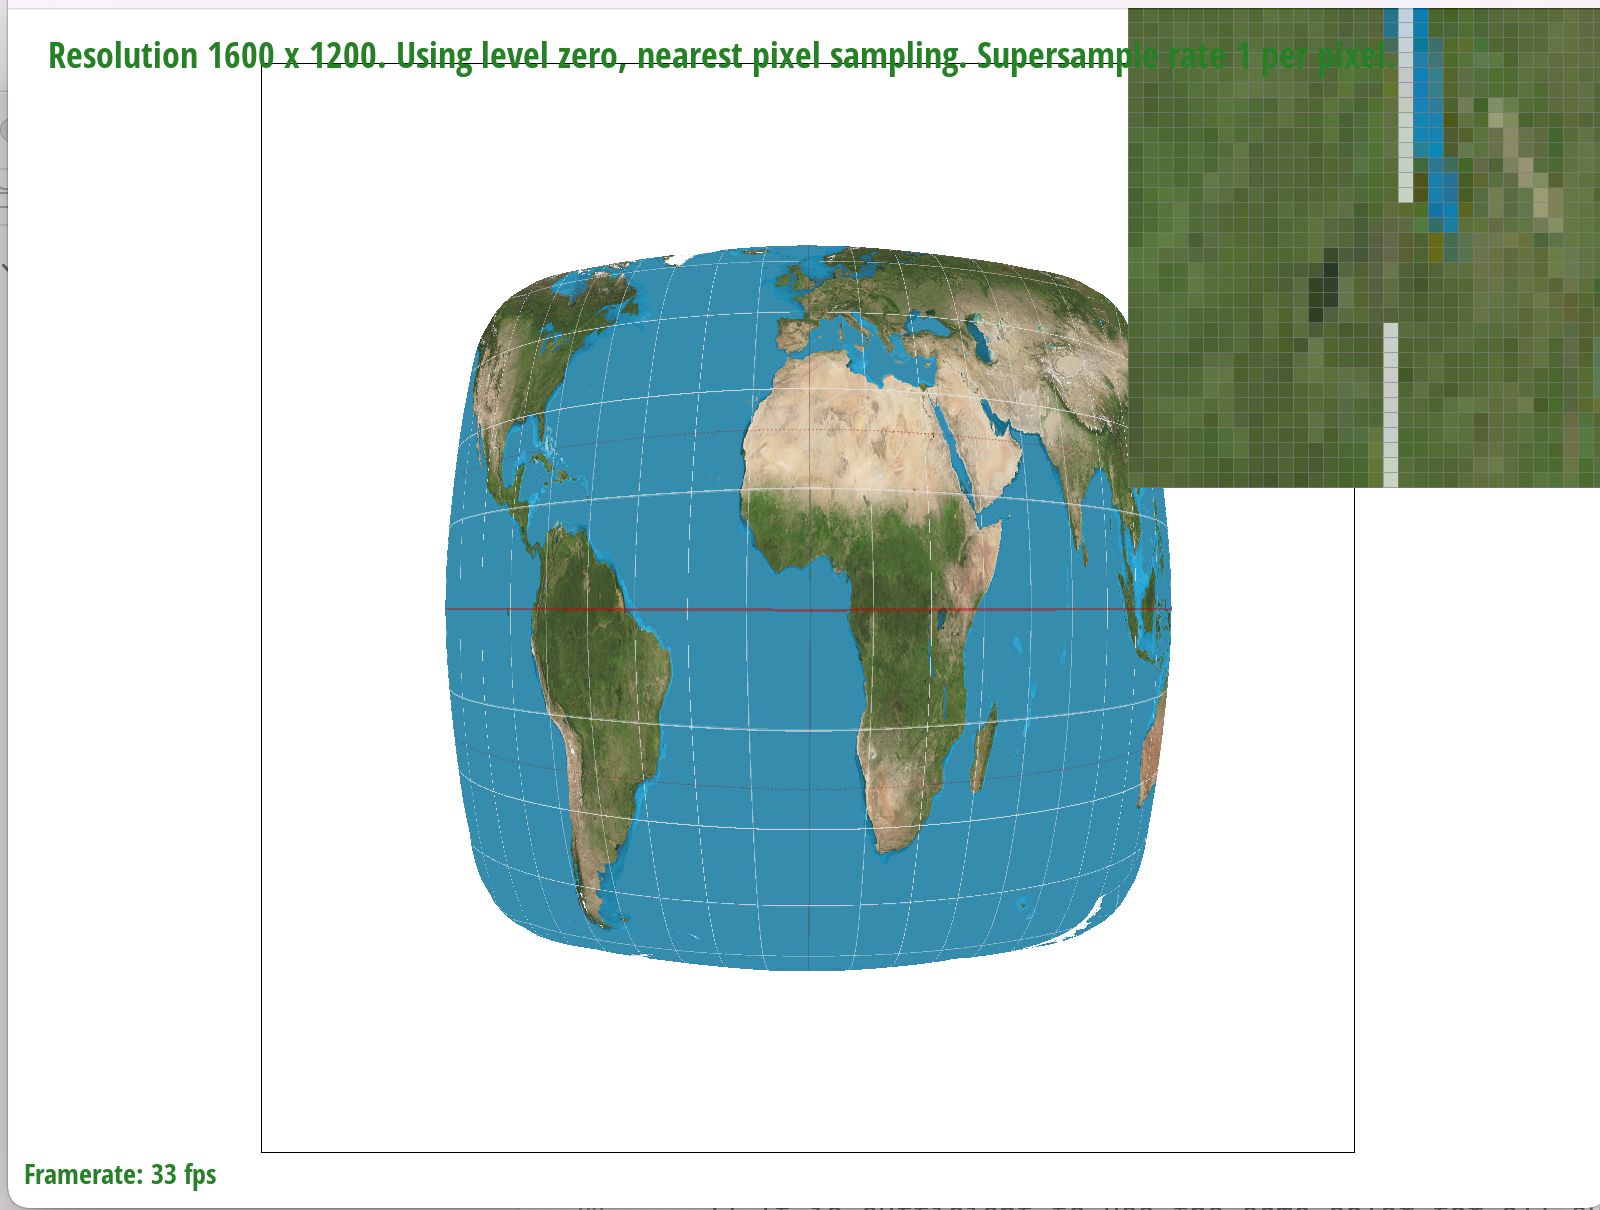 Resolution 1600 x 1200. Using level zero, nearest pixel sampling. Supersample rate 1 per pixel.
Framerate: 33 fps